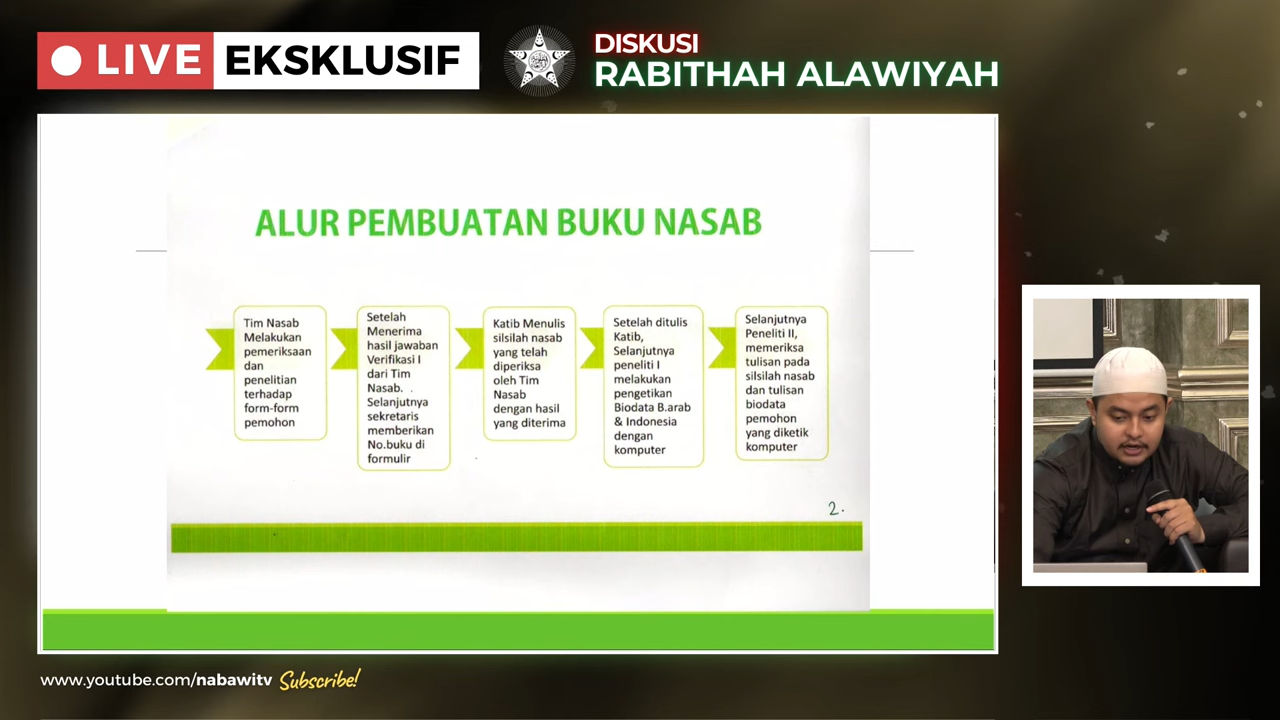 LIVE EKSKLUSIF
DISKUSI
RABITHAH ALAWIYAH
ALUR PEMBUATAN BUKU NASAB
Tim Nasab
Melakukan
pemeriksaan
dan
penelitian
terhadap
form-form
pemohon
Setelah
Menerima
hasil jawaban
Verifikasi I
dari Tim
Nasab.
Selanjutnya
sekretaris
memberikan
No.buku di
formulir
Katib Menulis
silsilah nasab
yang telah
diperiksa
oleh Tim
Nasab
dengan hasil
yang diterima
Setelah ditulis
Katib,
Selanjutnya
peneliti I
melakukan
pengetikan
Biodata B.arab
& Indonesia
dengan
komputer
Selanjutnya
Peneliti II,
memeriksa
tulisan pada
silsilah nasab
dan tulisan
biodata
pemohon
yang diketik
komputer
2.
www.youtube.com/nabawitv Subscribe!